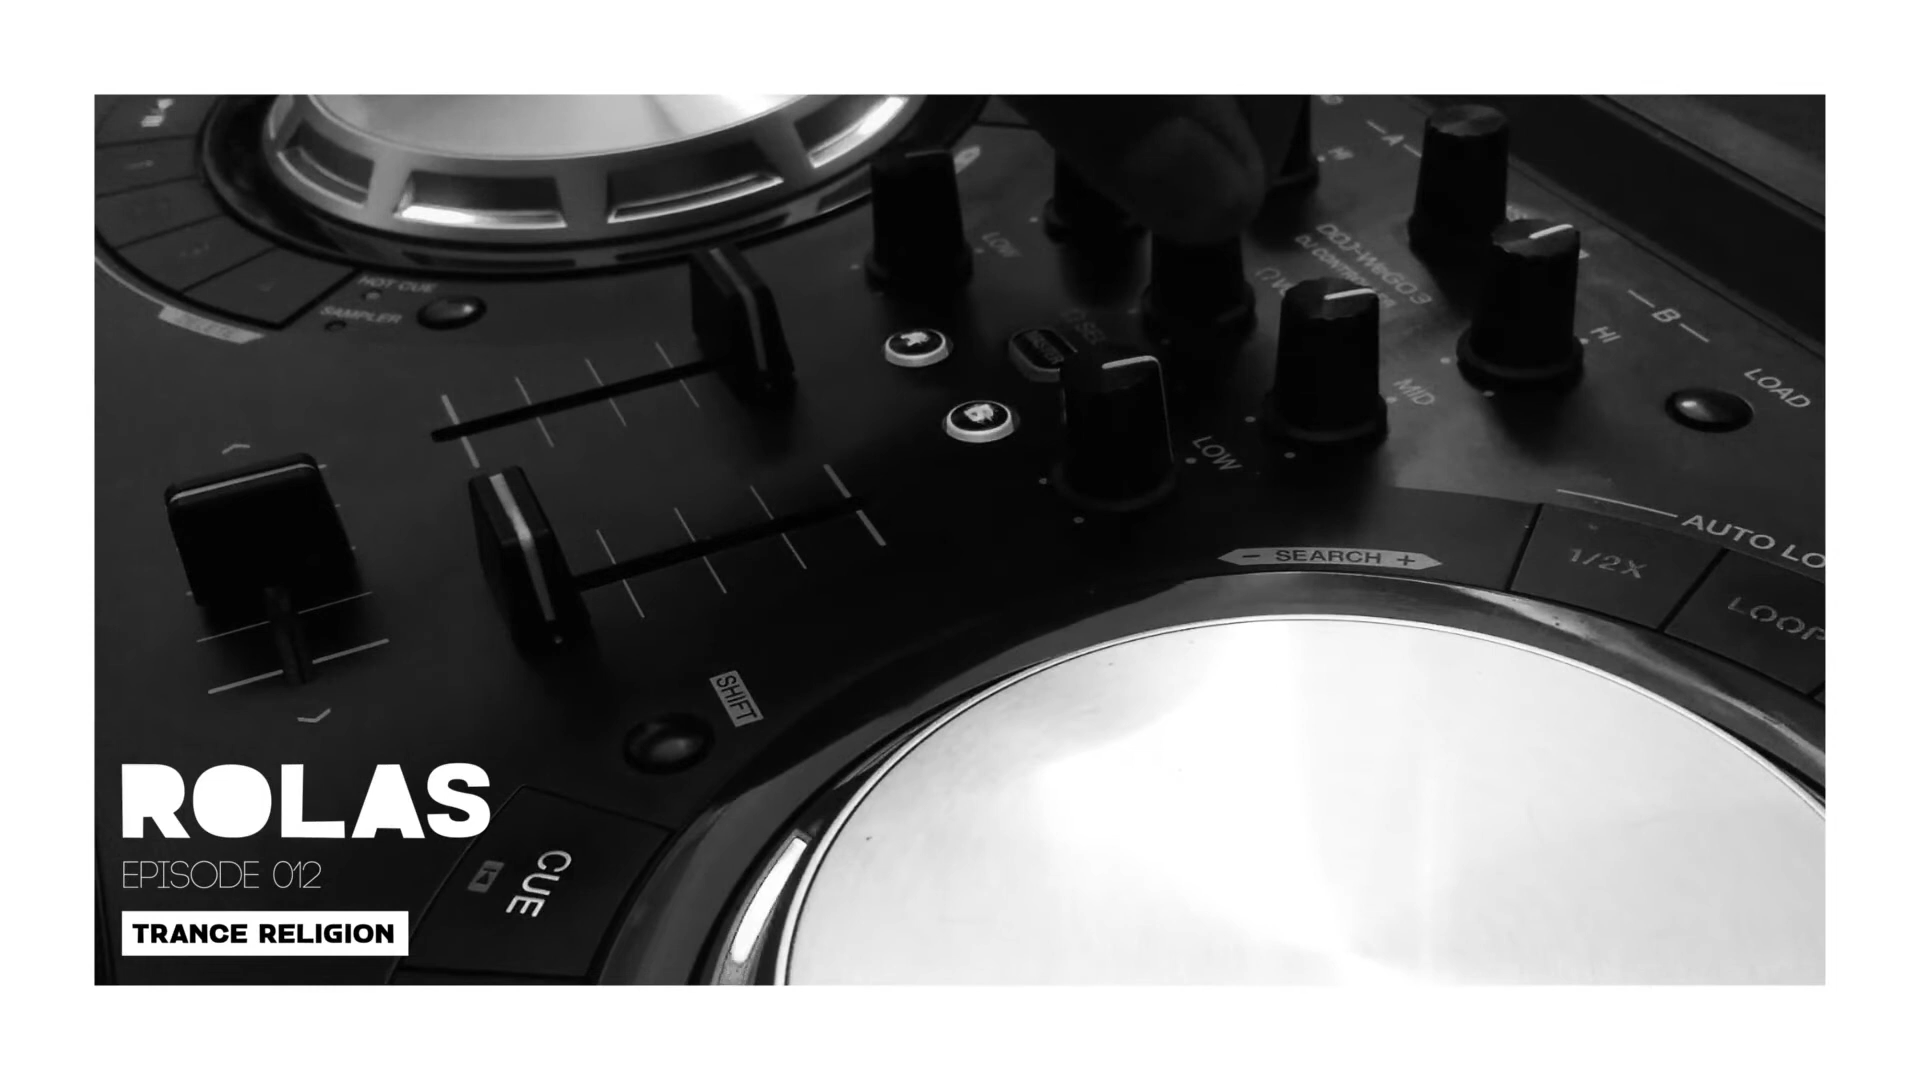 A
HI
LOW
DDJ-WeGO3
DJ CONTROLLER
HOT CUE
SAMPLER
B
HI
MID
LOW
LOAD
AUTO LO
- SEARCH +
1/2X
LOOP
SHIFT
CUE
ROLAS
EPISODE 012
TRANCE RELIGION